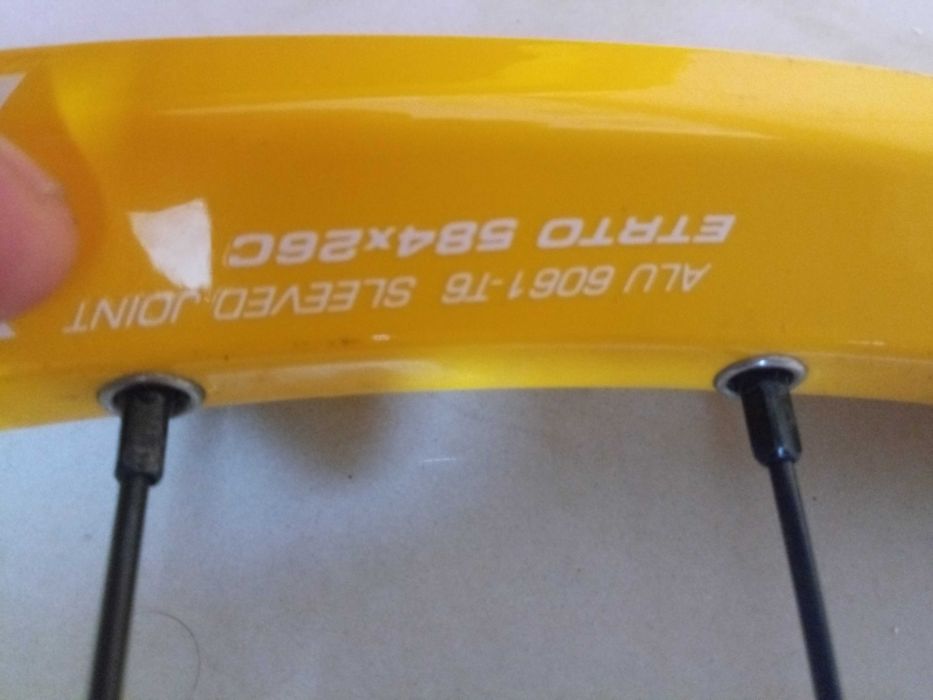 ALU 6061-T6 SLEEVED JOINT
ETRTO 584x26C